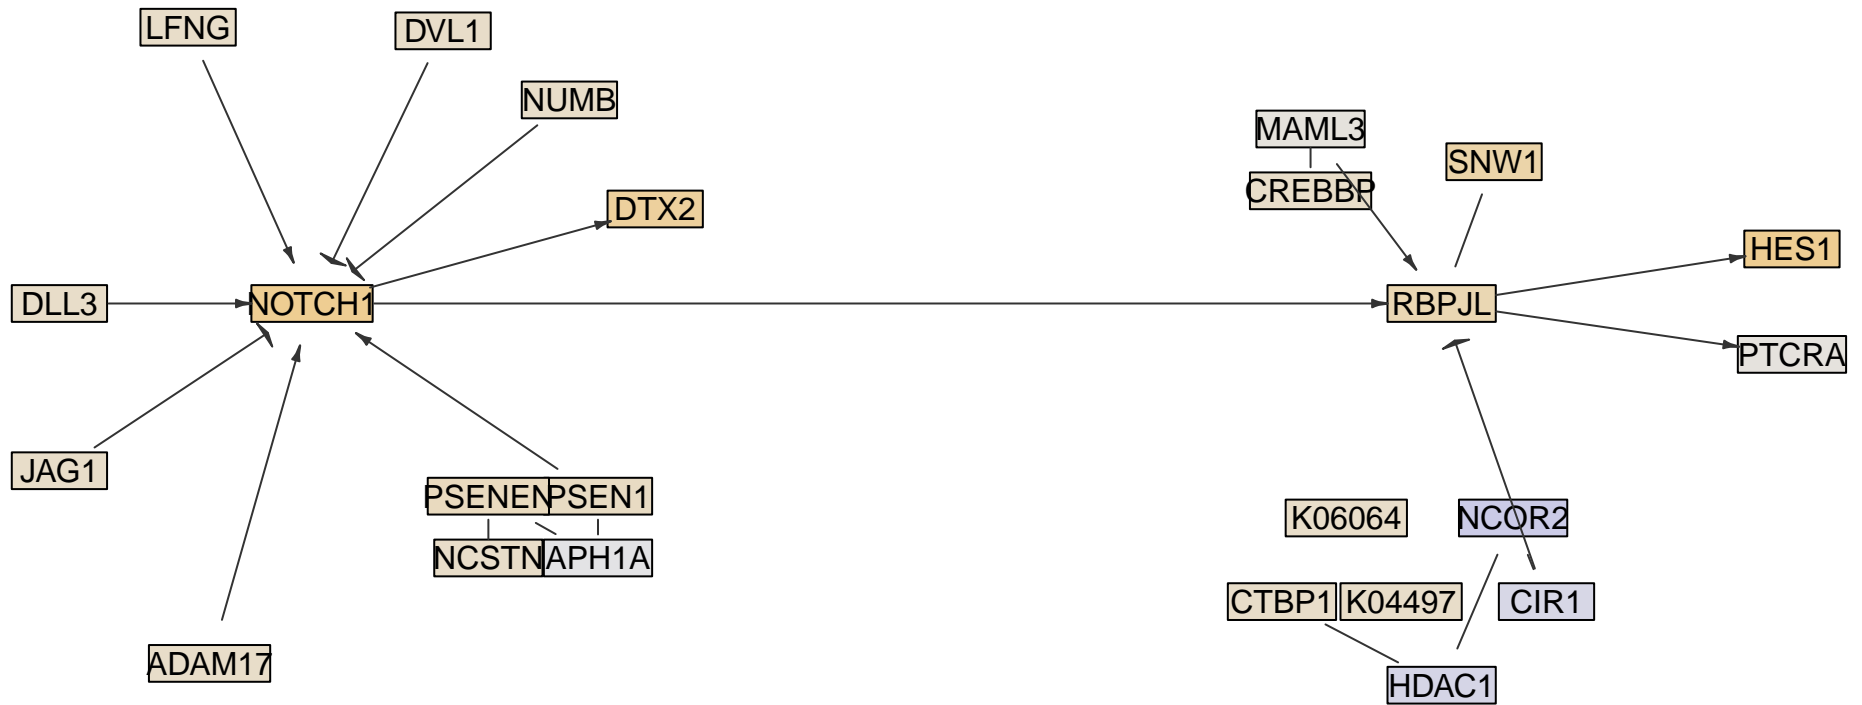 LFNG
DVL1
NUMB
MAML3
SNW1
CREBBP
DTX2
HES1
DLL3
NOTCH1
RBPJL
PTCRA
JAG1
PSENEN
PSEN1
K06064
NCOR2
NCSTN
APH1A
CTBP1
K04497
CIR1
ADAM17
HDAC1